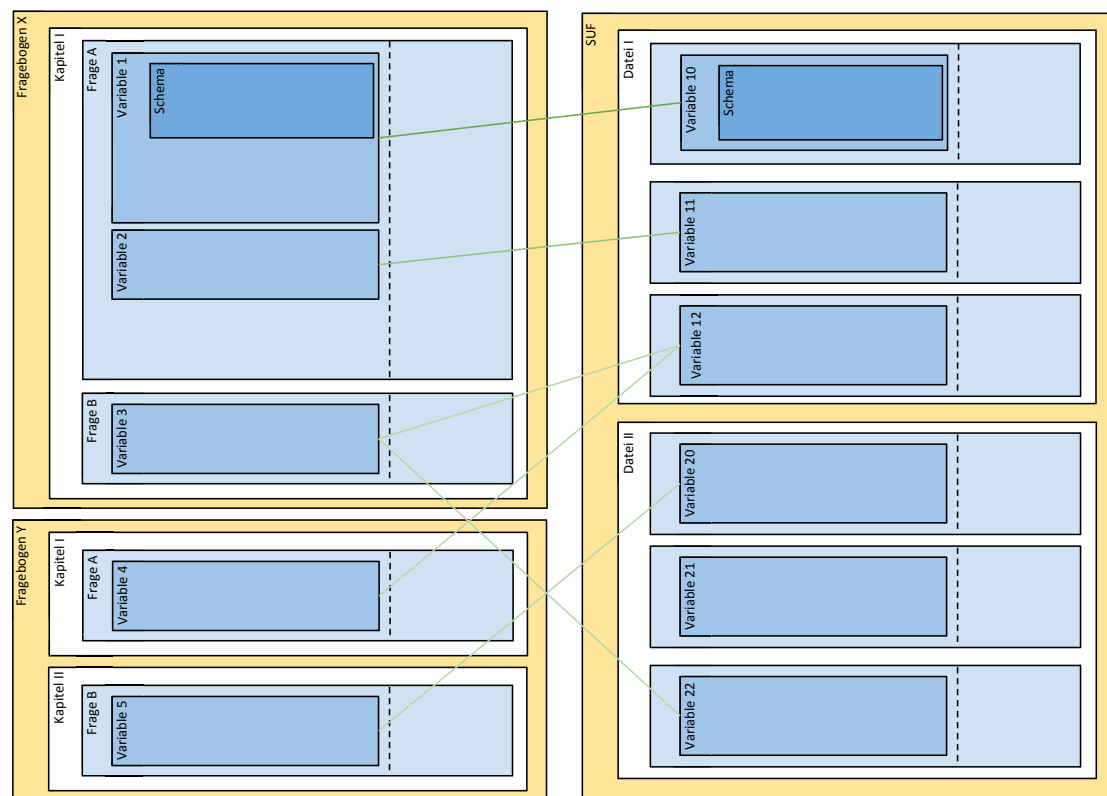 Fragebogen X
Kapitel I
Frage A
Variable 1
Schema
Variable 2
Frage B
Variable 3
Fragebogen Y
Kapitel I
Frage A
Variable 4
Kapitel II
Frage B
Variable 5
SUF
Datei I
Variable 10
Schema
Variable 11
Variable 12
Datei II
Variable 20
Variable 21
Variable 22